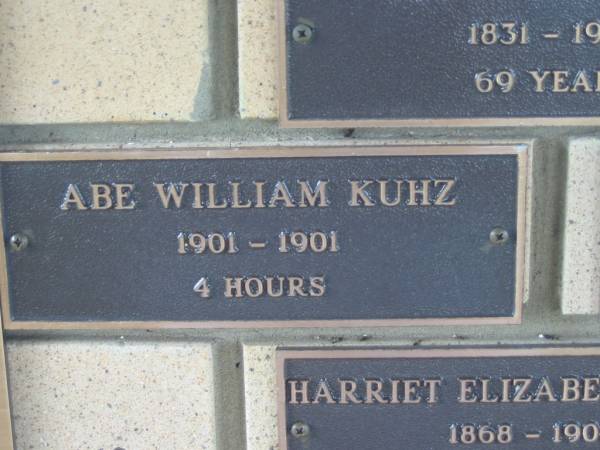 1831 - 19
69 YEA
ABE WILLIAM KUHZ
1901 - 1901
4 HOURS
HARRIET ELIZABE
1868 - 190